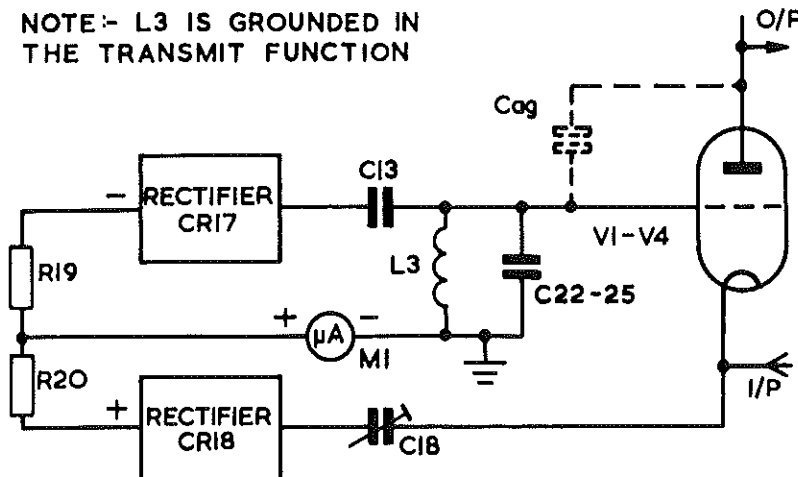 NOTE:- L3 IS GROUNDED IN
THE TRANSMIT FUNCTION
O/P
Cag
C13
- RECTIFIER
CR17
V1-V4
R19
L3
C22-25
+ μA -
M1
R20
I/P
+ RECTIFIER
CR18
C18